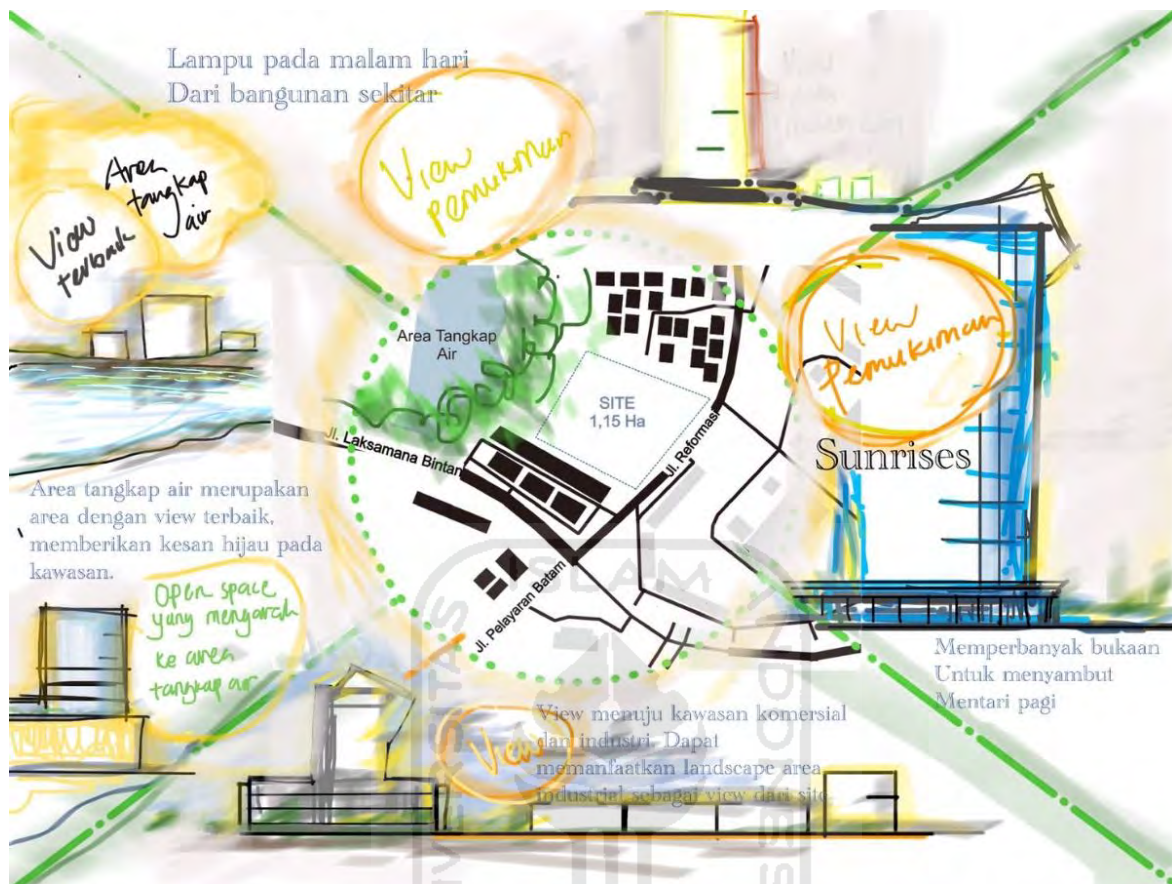 Lampu pada malam hari
Dari bangunan sekitar
View
pemukiman
Area
tangkap
air
View
terbaik
Area Tangkap
Air
SITE
1,15 Ha
Jl. Laksamana Bintan
Jl. Reformasi
Jl. Pelayaran Batam
View
pemukiman
Sunrises
Area tangkap air merupakan
area dengan view terbaik,
memberikan kesan hijau pada
kawasan.
Open space
yang mengarah
ke area
tangkap air
Memperbanyak bukaan
Untuk menyambut
Mentari pagi
View
View menuju kawasan komersial
dan industri. Dapat
memanfaatkan landscape area
industrial sebagai view dari site.
ISLAM